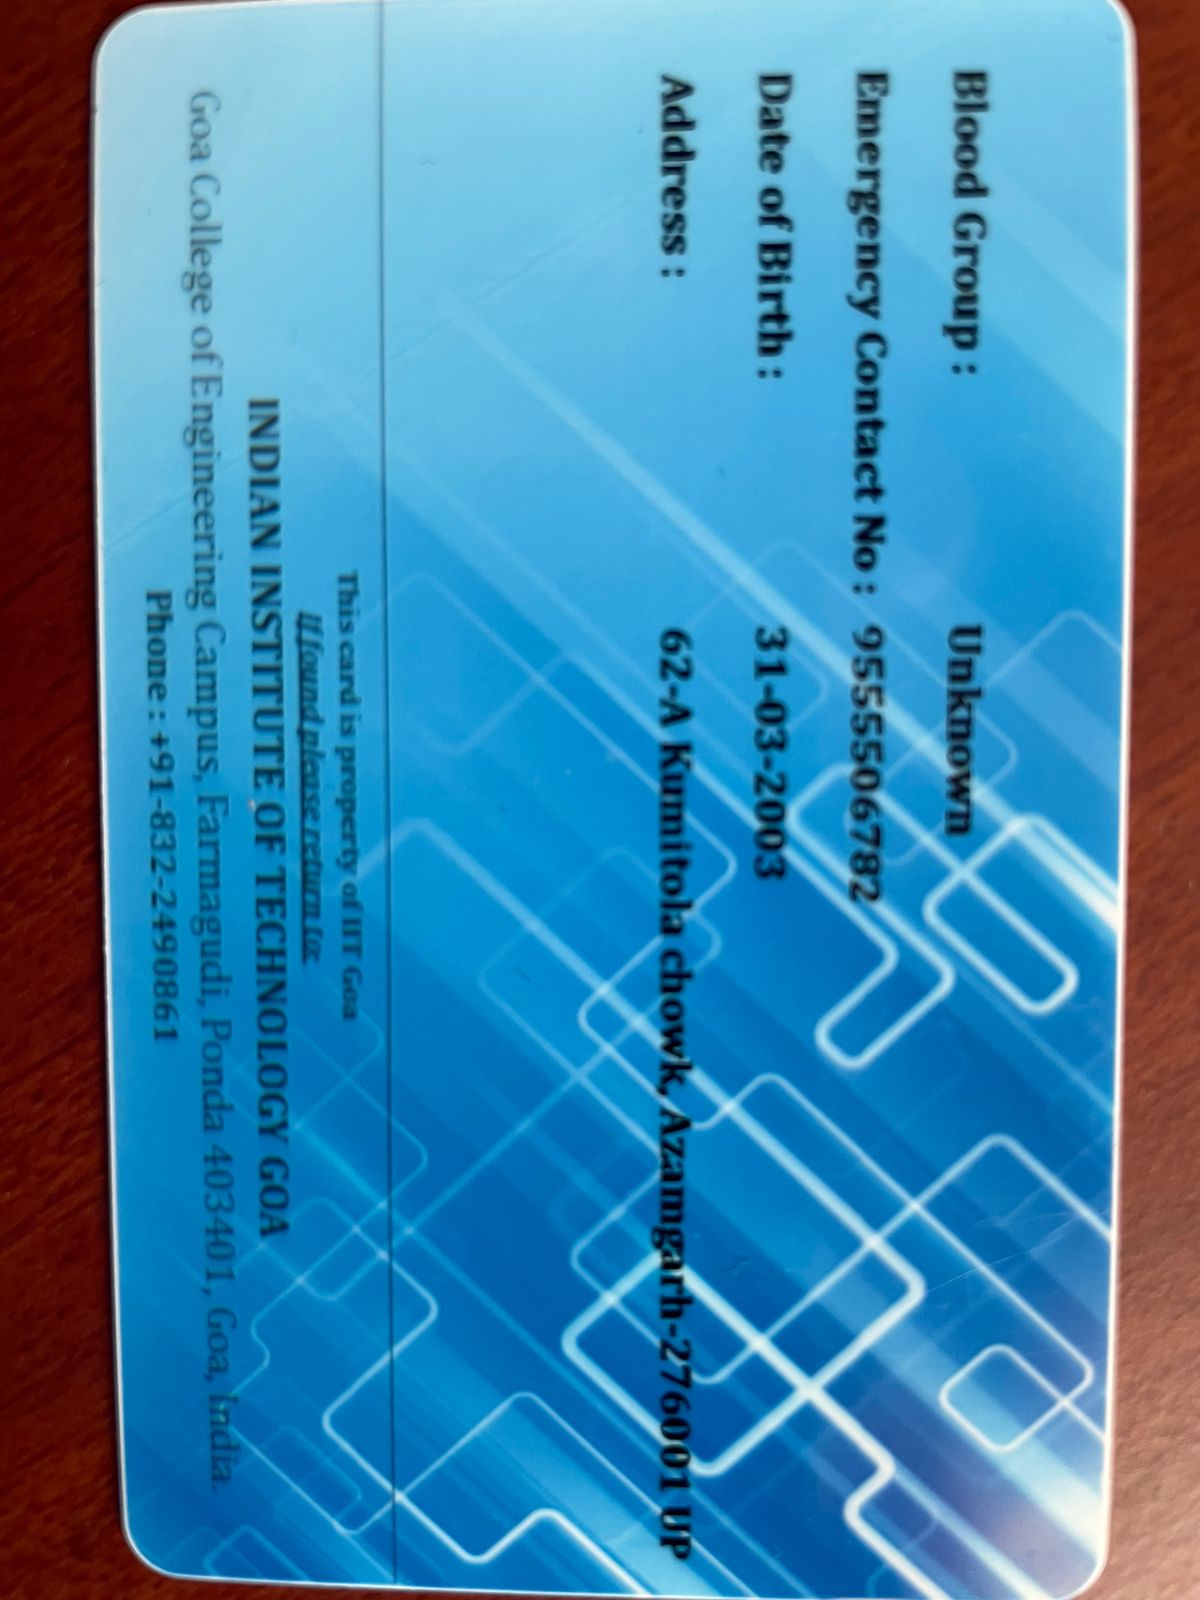 Blood Group : Unknown
Emergency Contact No : 9555506782
Date of Birth : 31-03-2003
Address : 62-A Kumitola chowk, Azamgarh-276001 UP
This card is property of IIT Goa
If found please return to:
INDIAN INSTITUTE OF TECHNOLOGY GOA
Goa College of Engineering Campus, Farmagudi, Ponda 403401, Goa, India.
Phone : +91-832-2490861